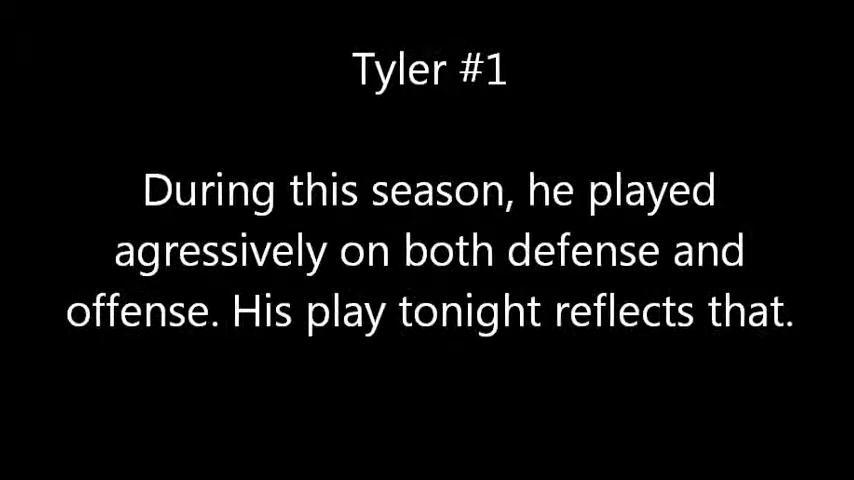 Tyler #1
During this season, he played
agressively on both defense and
offense. His play tonight reflects that.